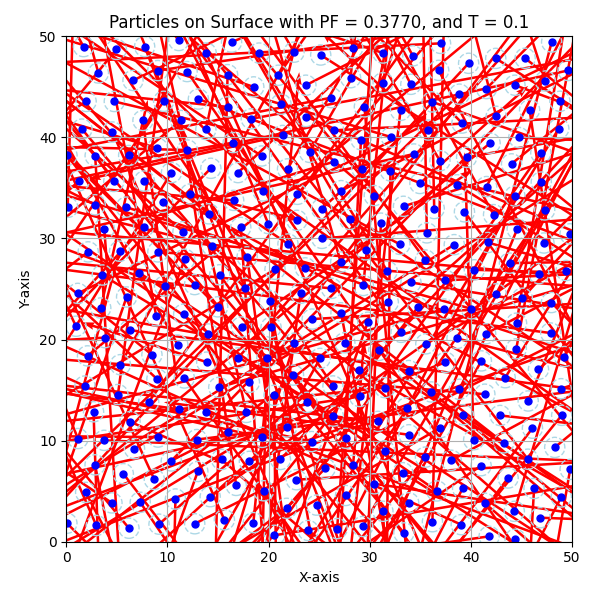 Particles on Surface with PF = 0.3770, and T = 0.1
50
40
30
20
10
0
Y-axis
0 10 20 30 40 50
X-axis